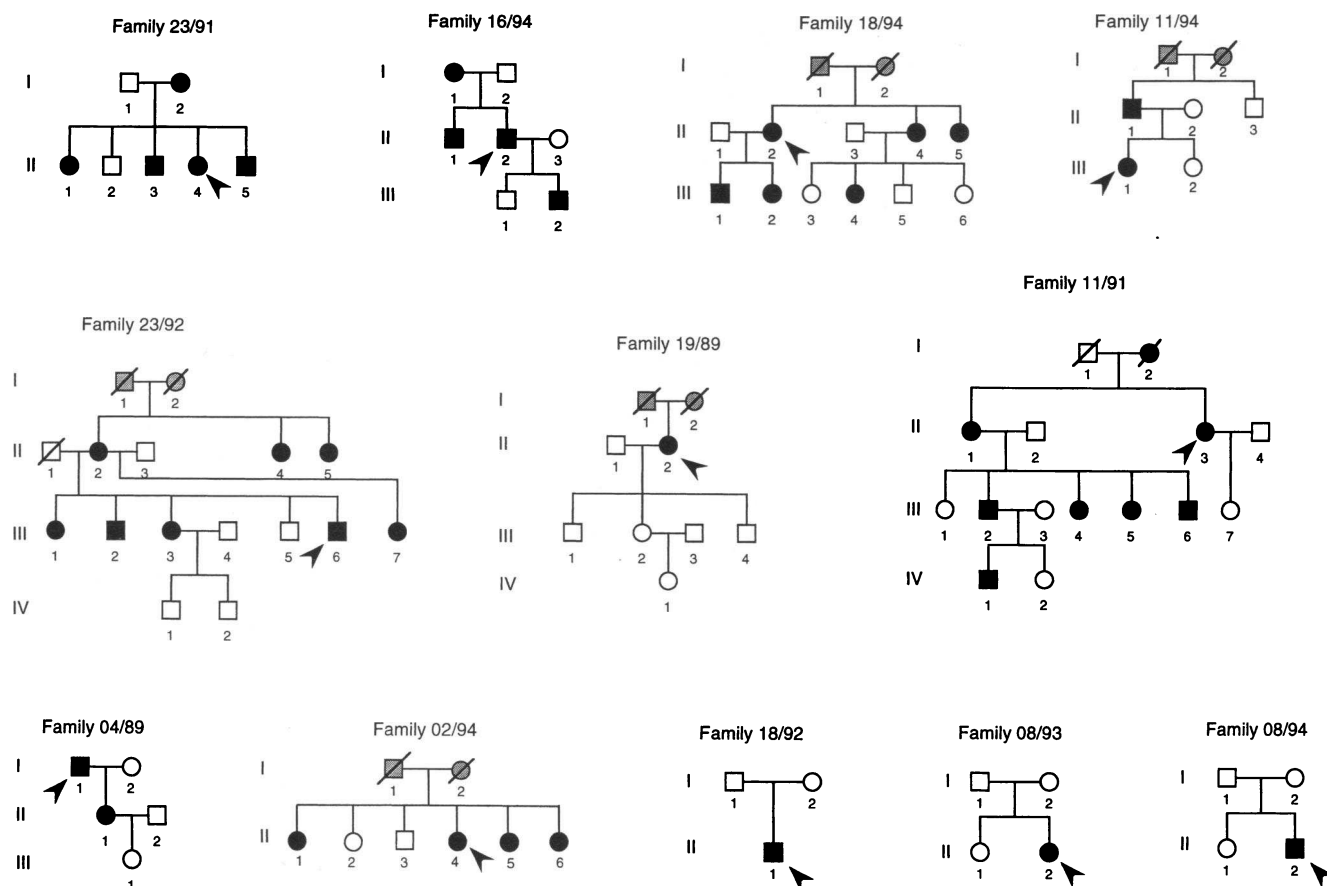 Family 23/91
I
1 2
II
1 2 3 4 5
Family 16/94
I
1 2
II
1 2 3
III
1 2
Family 18/94
I
1 2
II
1 2 3 4 5
III
1 2 3 4 5 6
Family 11/94
I
1 2
II
1 2 3
III
1 2
Family 23/92
I
1 2
II
1 2 3 4 5
III
1 2 3 4 5 6 7
IV
1 2
Family 19/89
I
1 2
II
1 2
III
1 2 3 4
IV
1
Family 11/91
I
1 2
II
1 2 3 4
III
1 2 3 4 5 6 7
IV
1 2
Family 04/89
I
1 2
II
1 2
III
1
Family 02/94
I
1 2
II
1 2 3 4 5 6
Family 18/92
I
1 2
II
1
Family 08/93
I
1 2
II
1 2
Family 08/94
I
1 2
II
1 2